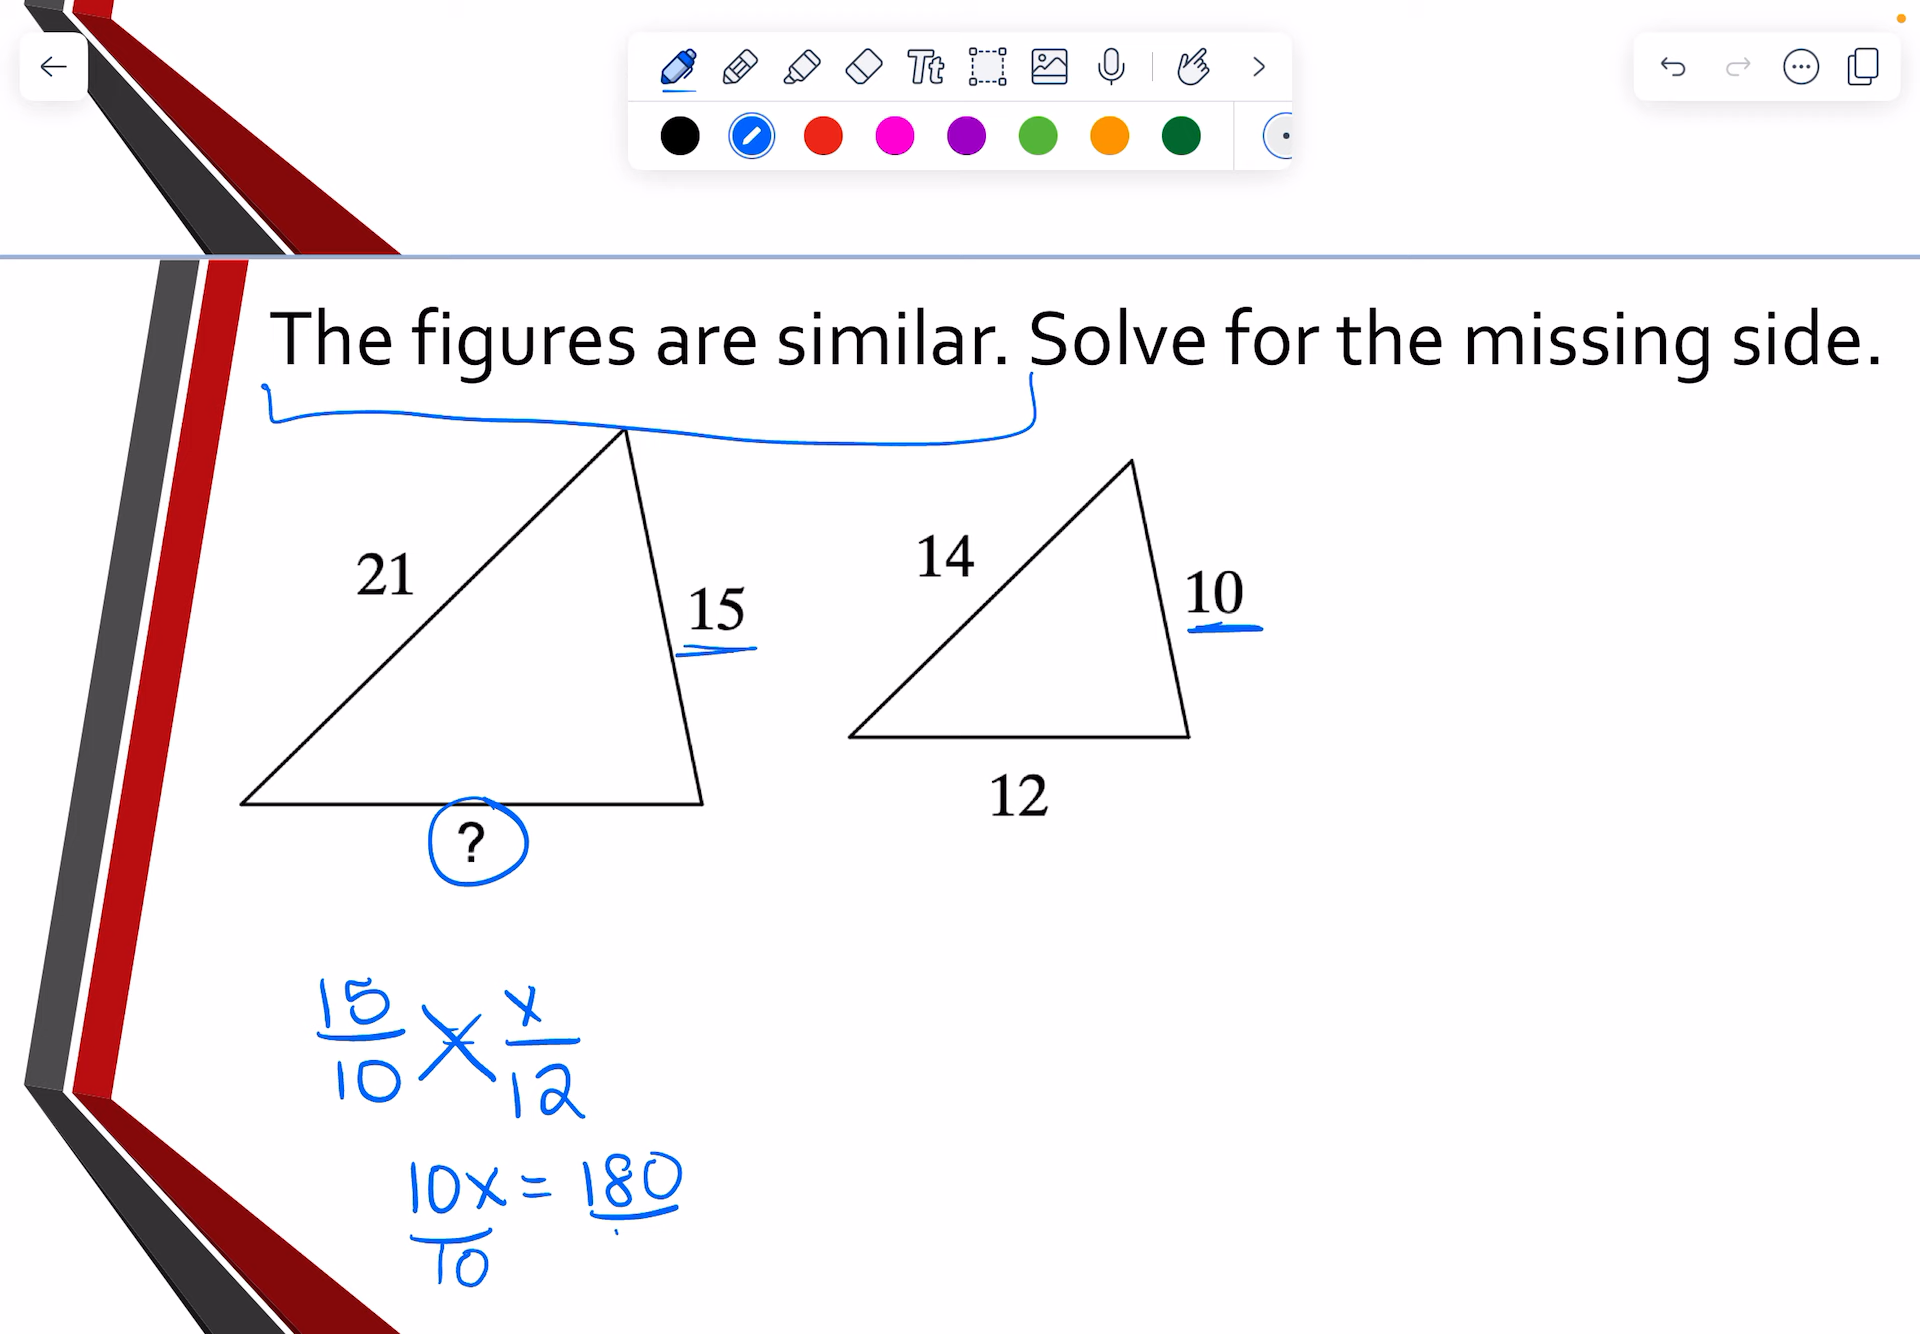 Tt
The figures are similar. Solve for the missing side.
21
15
14
10
?
12
15/10 x/12
10x = 180
10